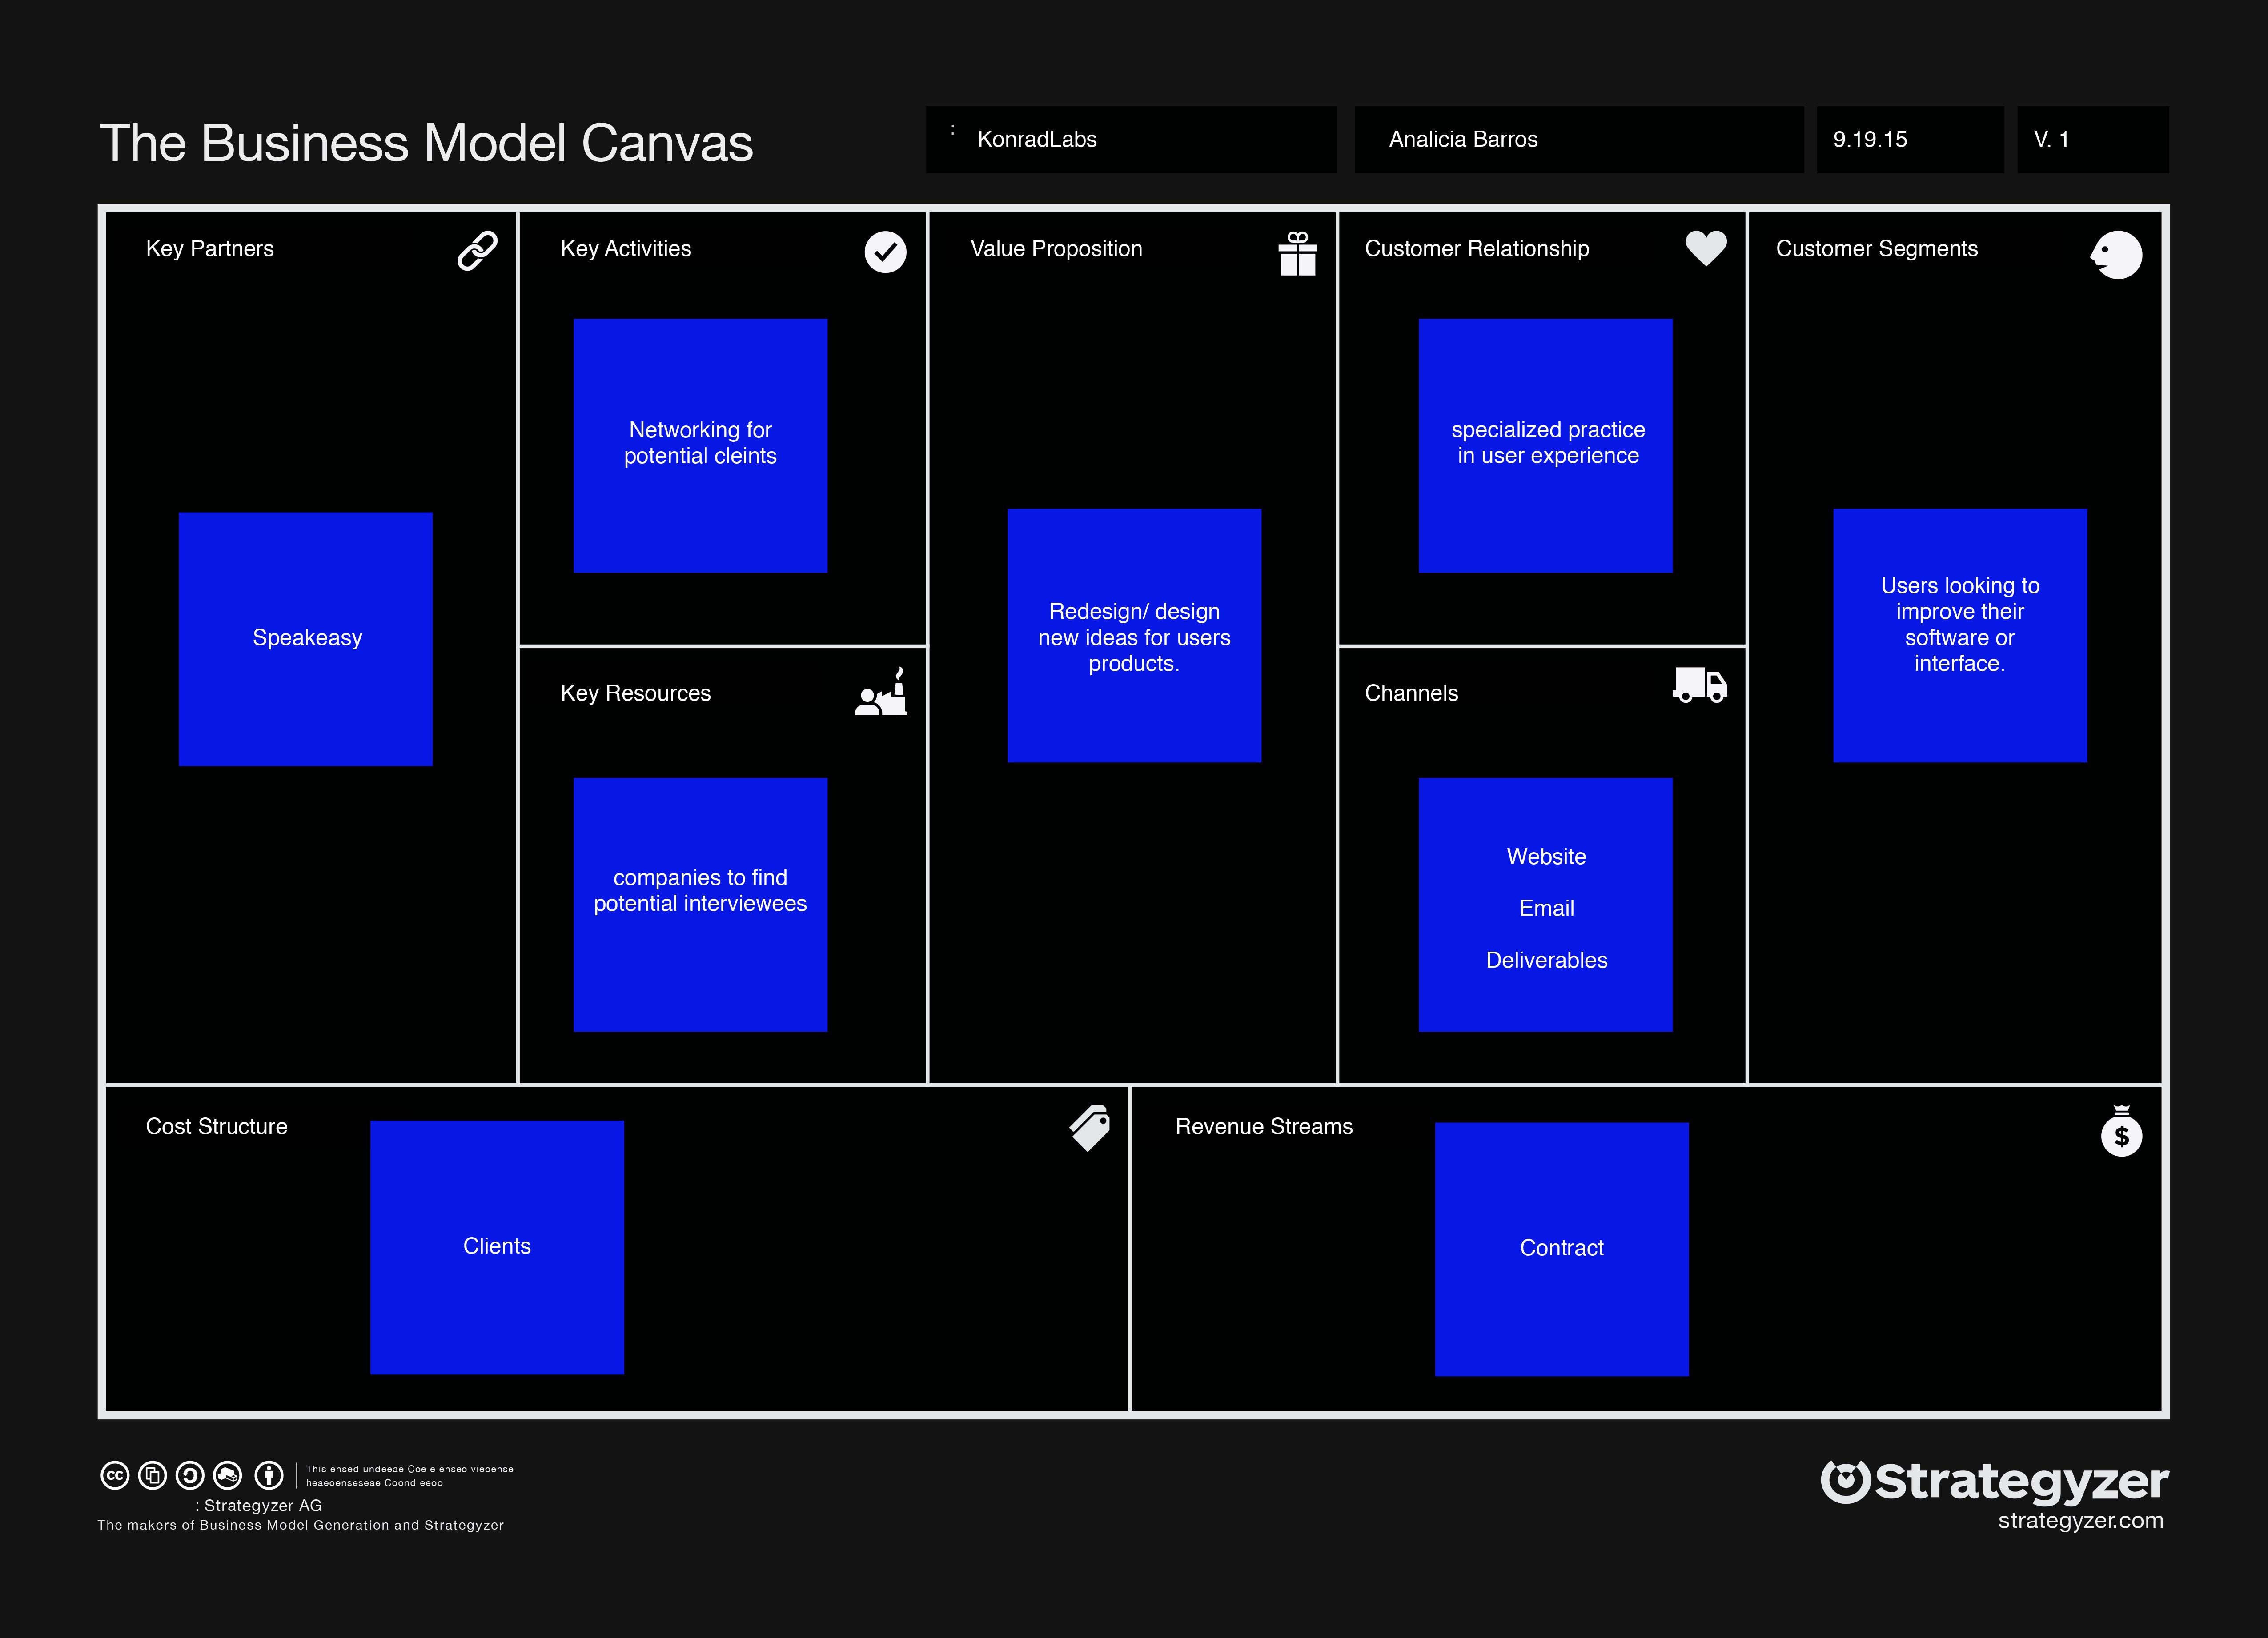 The Business Model Canvas
: KonradLabs
Analicia Barros
9.19.15
V. 1
Key Partners
Speakeasy
Key Activities
Networking for
potential cleints
Key Resources
companies to find
potential interviewees
Value Proposition
Redesign/ design
new ideas for users
products.
Customer Relationship
specialized practice
in user experience
Channels
Website
Email
Deliverables
Customer Segments
Users looking to
improve their
software or
interface.
Cost Structure
Clients
Revenue Streams
$
Contract
cc
This ensed undeeae Coe e enseo vieoense
heaeoenseseae Coond eeoo
: Strategyzer AG
The makers of Business Model Generation and Strategyzer
Strategyzer
strategyzer.com